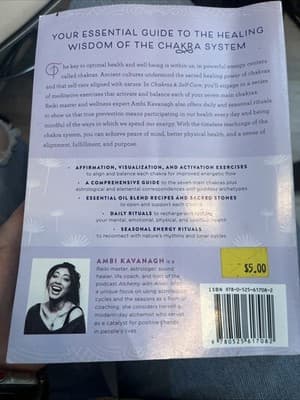 YOUR ESSENTIAL GUIDE TO THE HEALING
WISDOM OF THE CHAKRA SYSTEM
The key to optimal health and well-being is within us, in powerful energy centers
called chakras. Ancient cultures understood the sacred healing power of chakras
and that self-care aligned with nature. In Chakras & Self-Care, you'll engage in a series
of meditative exercises that activate and balance each of your seven main chakras.
Reiki master and wellness expert Ambi Kavanagh also offers daily and seasonal rituals
to show us that true prevention means participating in our health every day and being
mindful of the ways in which we spend our energy. With the timeless teachings of the
chakra system, you can achieve peace of mind, better physical health, and a sense of
alignment, fulfillment, and purpose.
• AFFIRMATION, VISUALIZATION, AND ACTIVATION EXERCISES
to align and balance each chakra for improved energetic flow
• A COMPREHENSIVE GUIDE to the seven main chakras plus
astrological and elemental correspondences and goddess archetypes
• ESSENTIAL OIL BLEND RECIPES AND SACRED STONES
to open and support each chakra
• DAILY RITUALS to recharge and restore
your mental, emotional, physical, and spiritual health
• SEASONAL ENERGY RITUALS
to reconnect with nature's rhythms and lunar cycles
AMBI KAVANAGH is a
Reiki master, astrologer, sound
healer, life coach, and host of the
podcast Alchemy with Ambi.
a unique focus on using astrological
cycles and the seasons as a form of
coaching, she considers herself a
modern-day alchemist who serves
as a catalyst for positive change
in people's lives.
$5.00
ISBN 978-0-525-61708-2
9 780525 617082